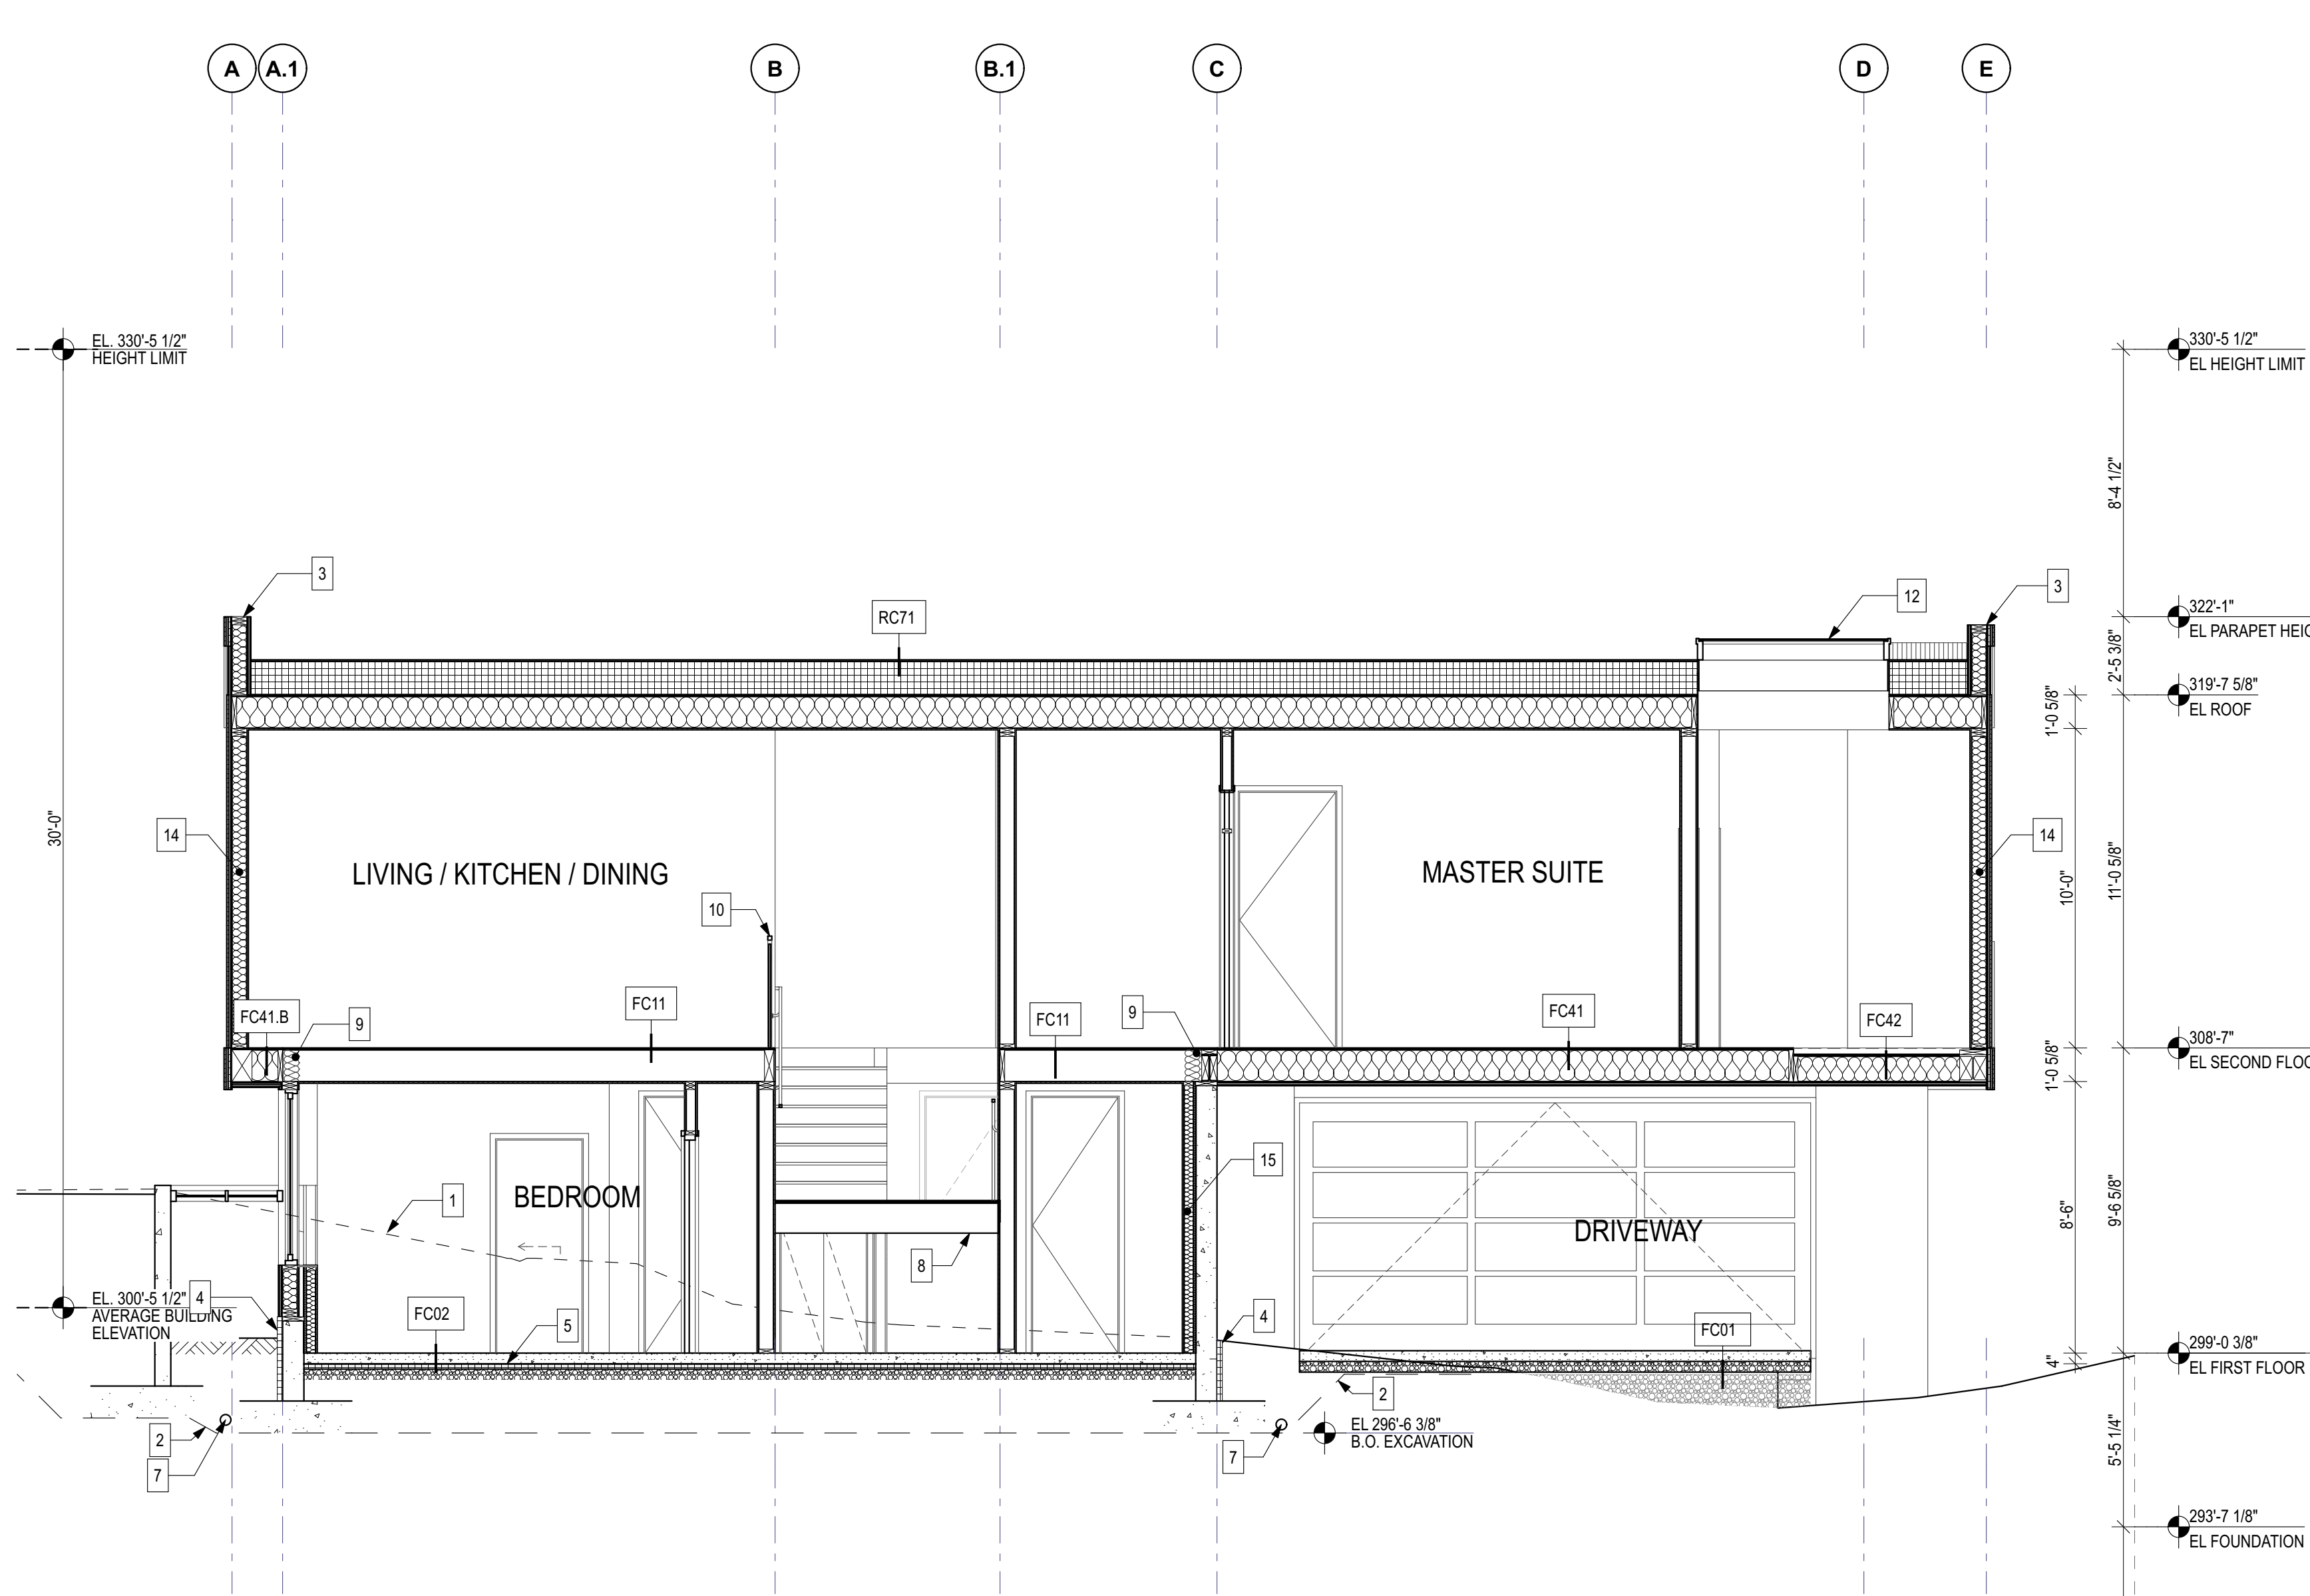 A A.1 B B.1 C D E
EL. 330'-5 1/2"
HEIGHT LIMIT
330'-5 1/2"
EL HEIGHT LIMIT
8'-4 1/2"
3
RC71
12
3
322'-1"
EL PARAPET HEIG
2'-5 3/8"
319'-7 5/8"
EL ROOF
1'-0 5/8"
30'-0"
14
LIVING / KITCHEN / DINING
MASTER SUITE
14
10'-0"
11'-0 5/8"
10
FC41.B
9
FC11
FC11
9
FC41
FC42
308'-7"
EL SECOND FLOO
1'-0 5/8"
1
BEDROOM
15
8
DRIVEWAY
8'-6"
9'-6 5/8"
EL. 300'-5 1/2"
AVERAGE BUILDING
ELEVATION
4
FC02
5
4
FC01
299'-0 3/8"
EL FIRST FLOOR
4"
2
7
2
7
EL 296'-6 3/8"
B.O. EXCAVATION
5'-5 1/4"
293'-7 1/8"
EL FOUNDATION